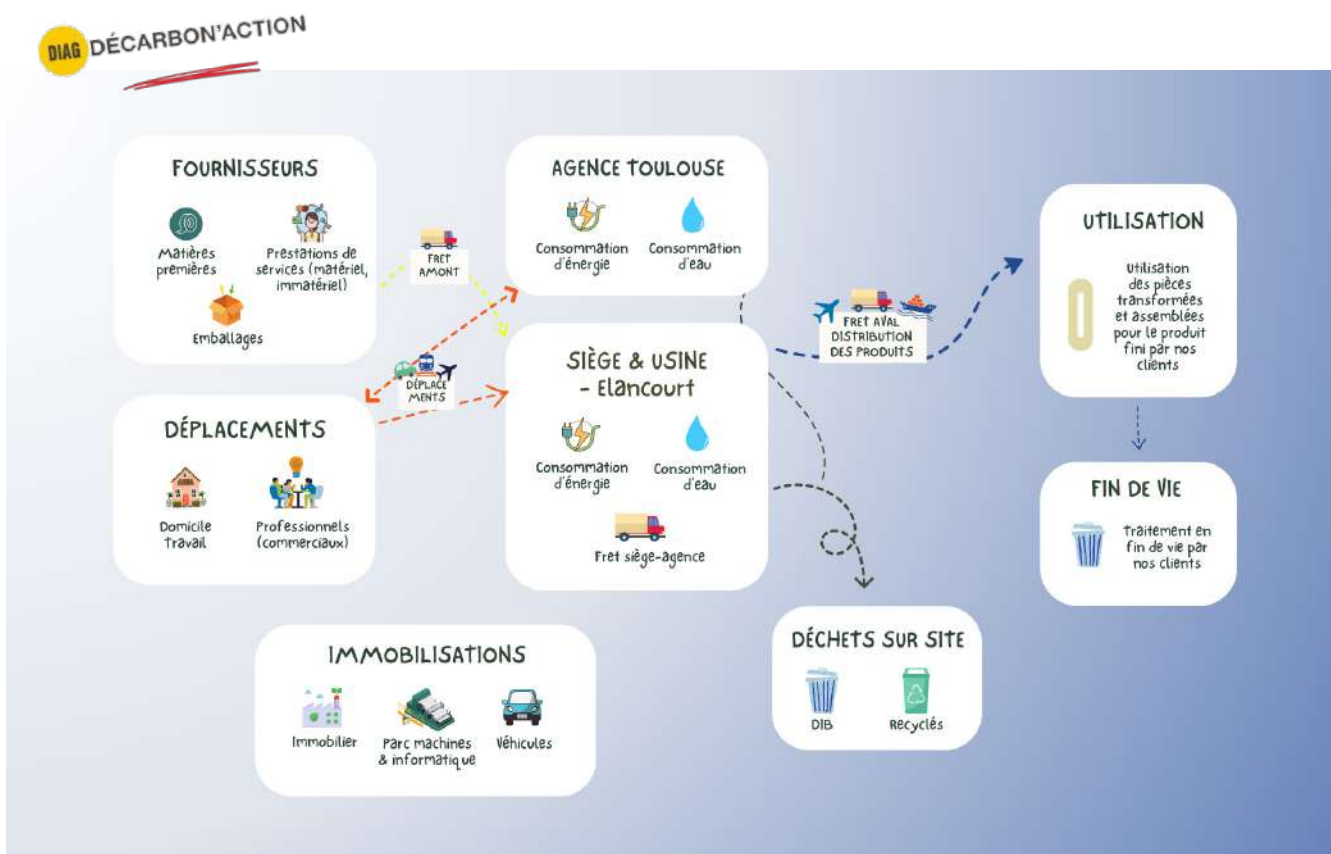 DIAG DÉCARBON'ACTION
FOURNISSEURS
Matières
premières
Prestations de
services (matériel,
immatériel)
Emballages
FRET
AMONT
DÉPLACE
MENTS
DÉPLACEMENTS
Domicile
Travail
Professionnels
(commerciaux)
AGENCE TOULOUSE
Consommation
d'énergie
Consommation
d'eau
SIÈGE & USINE
- Elancourt
Consommation
d'énergie
Consommation
d'eau
Fret siège-agence
FRET AVAL
DISTRIBUTION
DES PRODUITS
UTILISATION
Utilisation
des pièces
transformées
et assemblées
pour le produit
fini par nos
clients
FIN DE VIE
Traitement en
fin de vie par
nos clients
IMMOBILISATIONS
Immobilier
Parc machines
& informatique
Véhicules
DÉCHETS SUR SITE
DIB
Recyclés